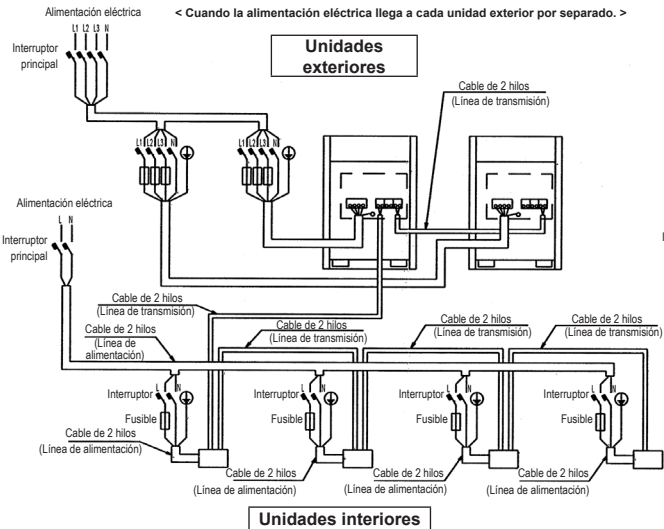 Alimentación eléctrica
< Cuando la alimentación eléctrica llega a cada unidad exterior por separado. >
L1 L2 L3 N
Interruptor
principal
Unidades
exteriores
Cable de 2 hilos
(Línea de transmisión)
L1 L2 L3 N
L1 L2 L3 N
Alimentación eléctrica
L N
Interruptor
principal
Cable de 2 hilos
(Línea de transmisión)
Cable de 2 hilos
(Línea de
alimentación)
Cable de 2 hilos
(Línea de transmisión)
Cable de 2 hilos
(Línea de transmisión)
Cable de 2 hilos
(Línea de transmisión)
L N
Interruptor
Fusible
L N
Interruptor
Fusible
L N
Interruptor
Fusible
L N
Interruptor
Fusible
Cable de 2 hilos
(Línea de alimentación)
Cable de 2 hilos
(Línea de alimentación)
Cable de 2 hilos
(Línea de alimentación)
Cable de 2 hilos
(Línea de alimentación)
Unidades interiores